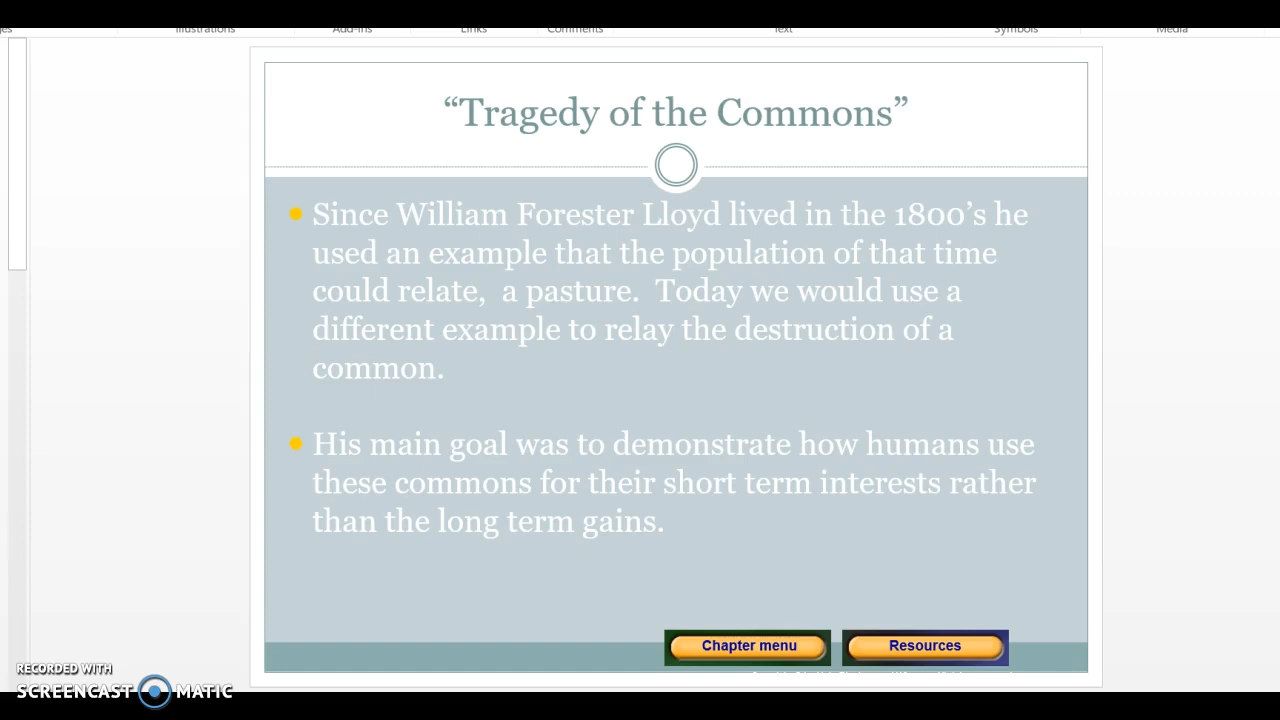 Illustrations Add-ins Links Comments Text Symbols Media
“Tragedy of the Commons”
Since William Forester Lloyd lived in the 1800’s he
used an example that the population of that time
could relate,  a pasture.  Today we would use a
different example to relay the destruction of a
common.
His main goal was to demonstrate how humans use
these commons for their short term interests rather
than the long term gains.
Chapter menu
Resources
RECORDED WITH
SCREENCAST MATIC